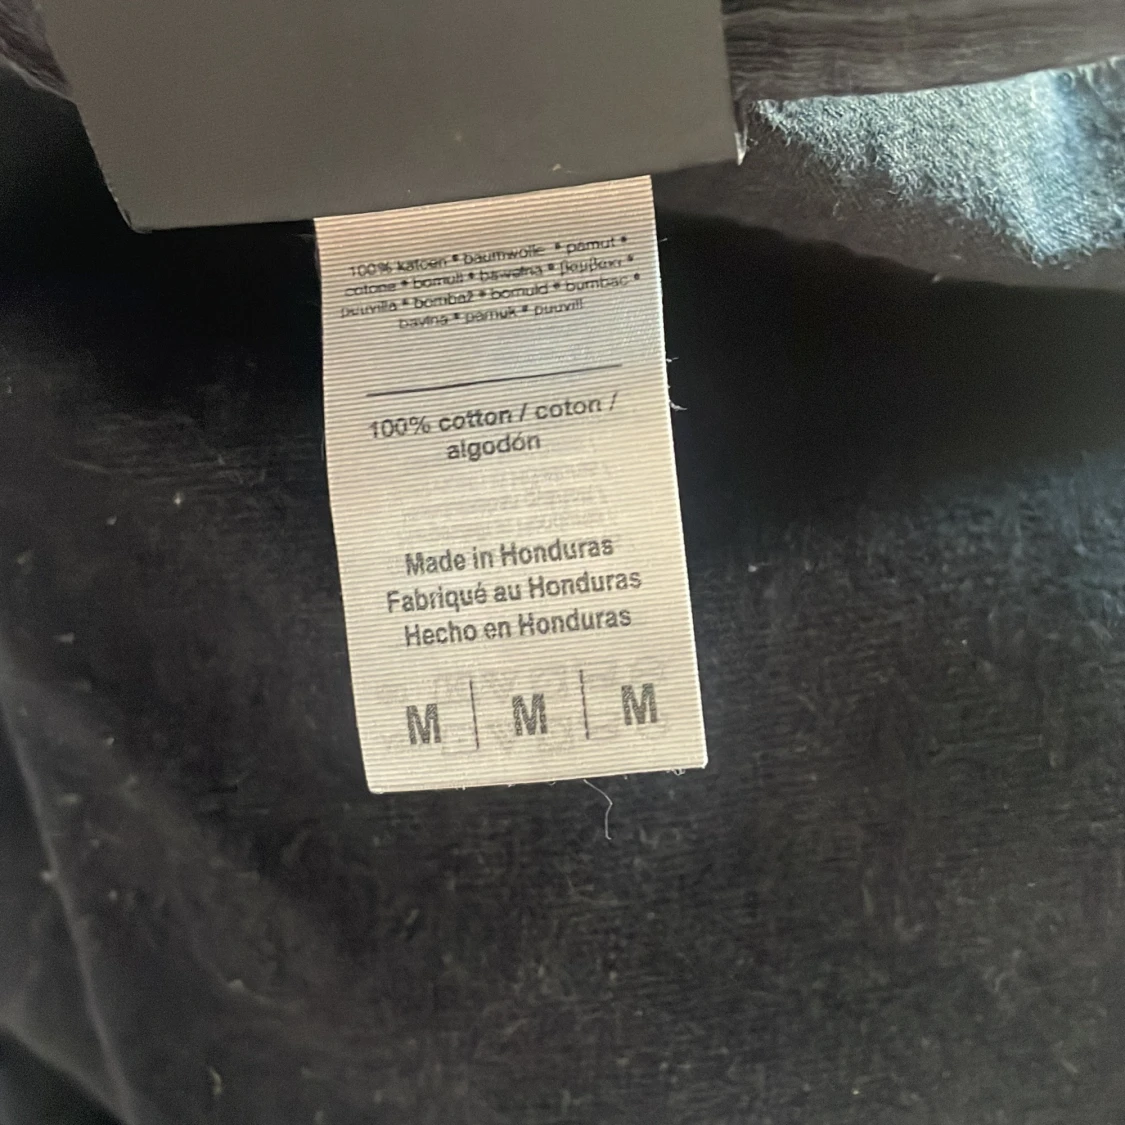 100% katoen * baumwolle * pamut *
cotone * bomull * bawełna * βαμβάκι *
puuvilla * bombaž * bomuld * bumbac *
bavlna * pamuk * puuvill
100% cotton / coton /
algodón
Made in Honduras
Fabriqué au Honduras
Hecho en Honduras
M | M | M